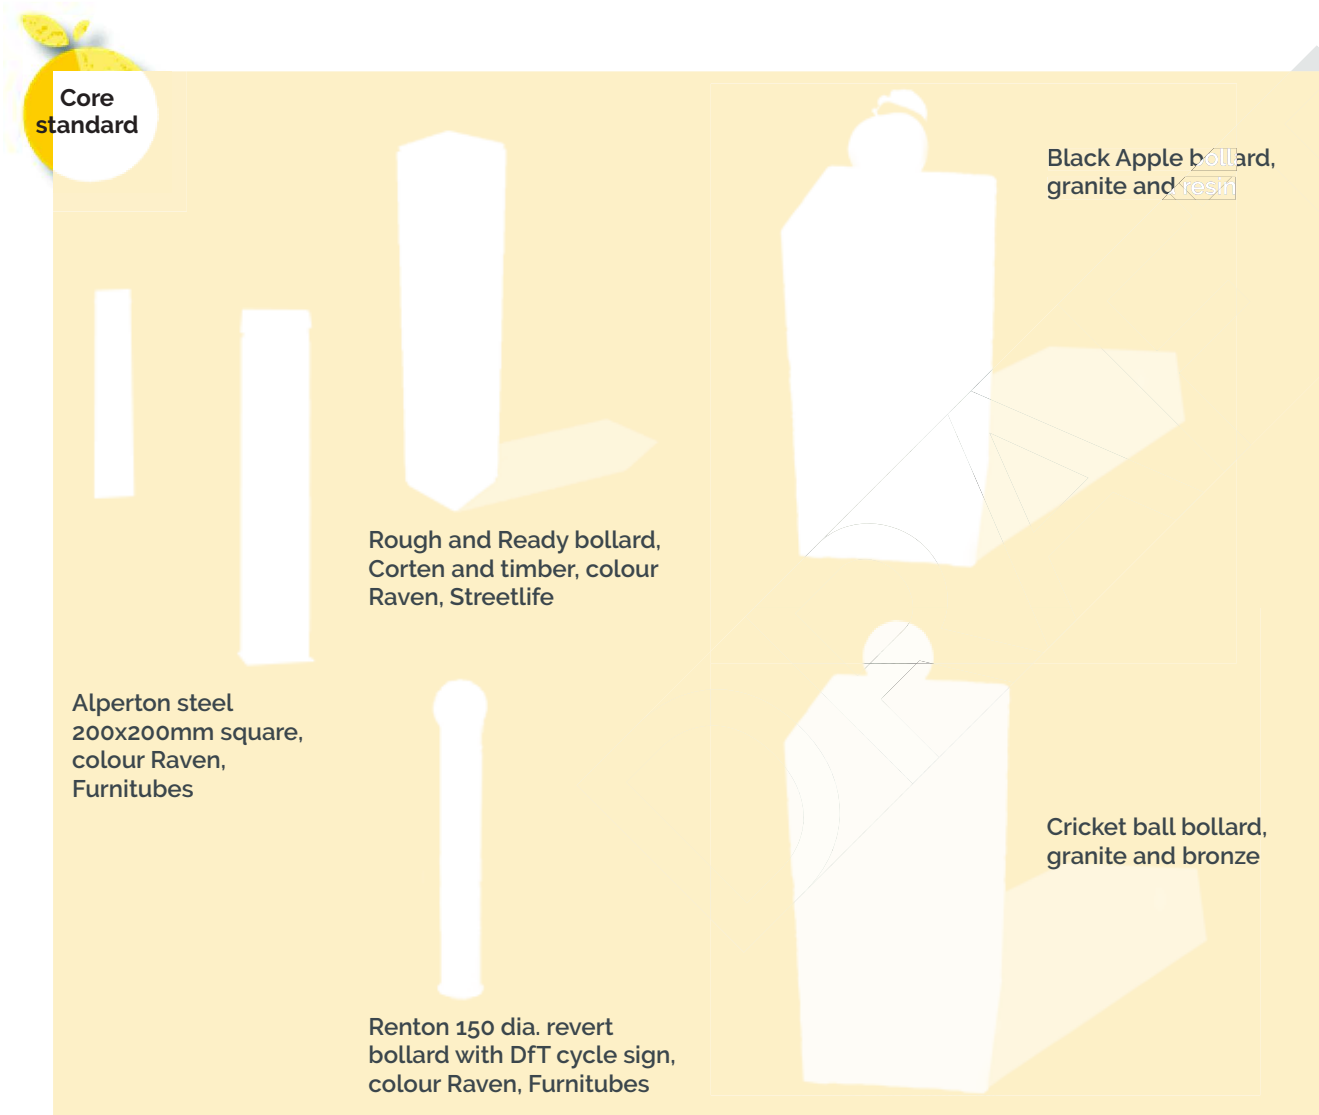 Core
standard
Black Apple bollard,
granite and resin
Rough and Ready bollard,
Corten and timber, colour
Raven, Streetlife
Alperton steel
200x200mm square,
colour Raven,
Furnitubes
Cricket ball bollard,
granite and bronze
Renton 150 dia. revert
bollard with DfT cycle sign,
colour Raven, Furnitubes